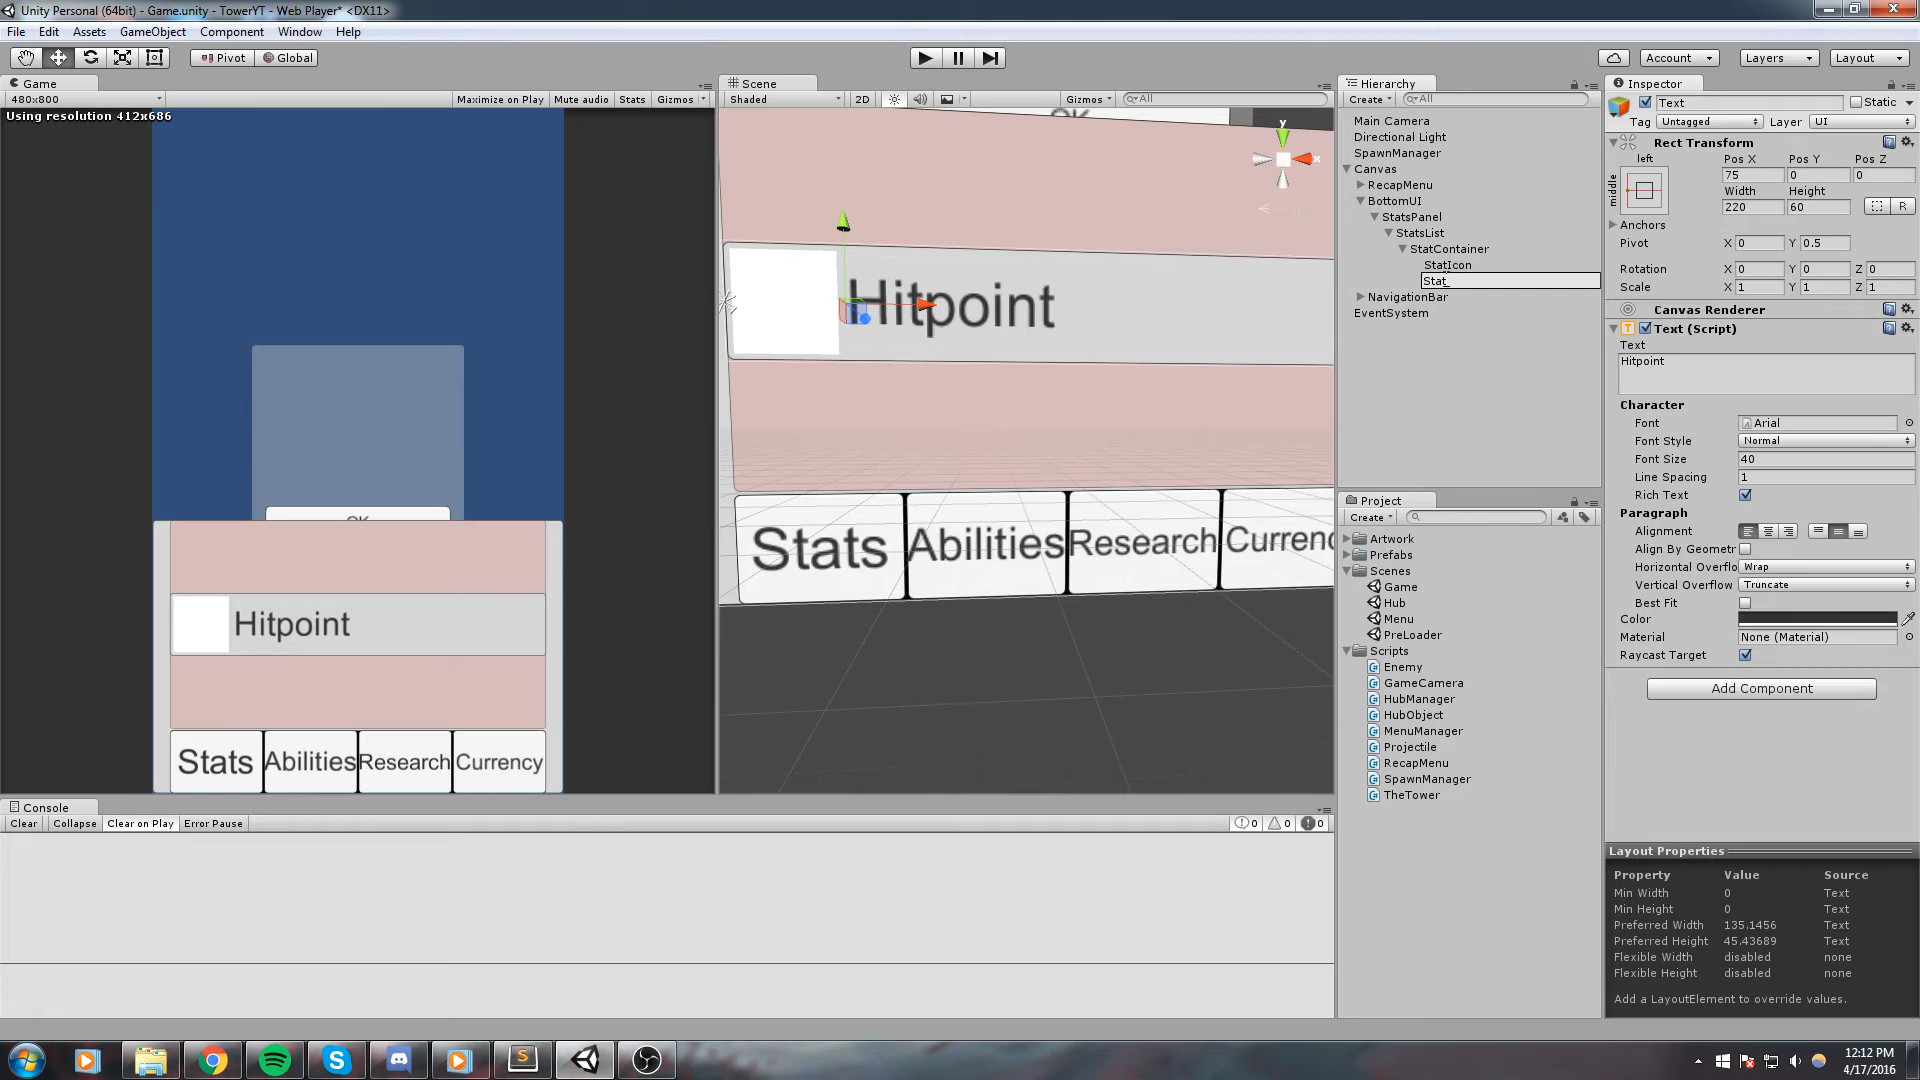 Unity Personal (64bit) - Game.unity - TowerYT - Web Player* <DX11>
File Edit Assets GameObject Component Window Help
Pivot Global Account Layers Layout
Game
480x800 Maximize on Play Mute audio Stats Gizmos
Using resolution 412x686
OK
Hitpoint
Stats Abilities Research Currency
Scene
Shaded 2D Gizmos All
y
x
OK
Hitpoint
Stats Abilities Research Currenc
Console
Clear Collapse Clear on Play Error Pause 0 0 0
Hierarchy
Create All
Main Camera
Directional Light
SpawnManager
Canvas
RecapMenu
BottomUI
StatsPanel
StatsList
StatContainer
StatIcon
Stat
NavigationBar
EventSystem
Project
Create
Artwork
Prefabs
Scenes
Game
Hub
Menu
PreLoader
Scripts
Enemy
GameCamera
HubManager
HubObject
MenuManager
Projectile
RecapMenu
SpawnManager
TheTower
Inspector
Text Static
Tag Untagged Layer UI
Rect Transform
left Pos X Pos Y Pos Z
middle 75 0 0
Width Height
220 60 R
Anchors
Pivot X 0 Y 0.5
Rotation X 0 Y 0 Z 0
Scale X 1 Y 1 Z 1
Canvas Renderer
Text (Script)
Text
Hitpoint
Character
Font Arial
Font Style Normal
Font Size 40
Line Spacing 1
Rich Text
Paragraph
Alignment
Align By Geometr
Horizontal Overflo Wrap
Vertical Overflow Truncate
Best Fit
Color
Material None (Material)
Raycast Target
Add Component
Layout Properties
Property Value Source
Min Width 0 Text
Min Height 0 Text
Preferred Width 135.1456 Text
Preferred Height 45.43689 Text
Flexible Width disabled none
Flexible Height disabled none
Add a LayoutElement to override values.
12:12 PM
4/17/2016